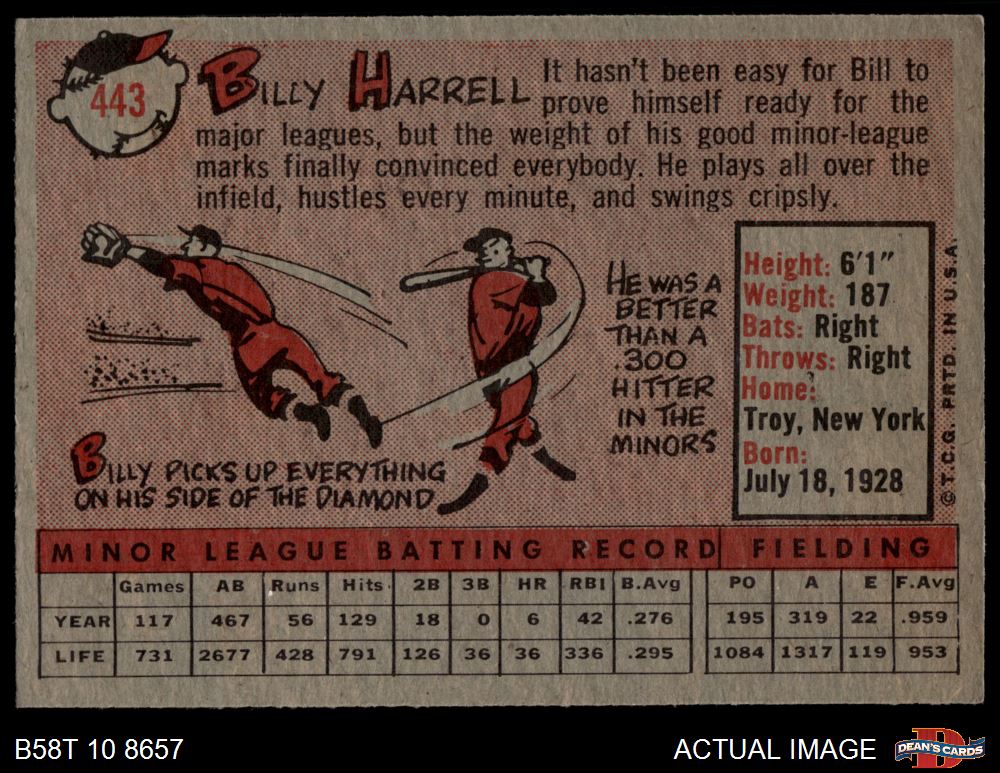 443
BILLY HARRELL
It hasn't been easy for Bill to
prove himself ready for the
major leagues, but the weight of his good minor-league
marks finally convinced everybody. He plays all over the
infield, hustles every minute, and swings cripsly.
HE WAS A
BETTER
THAN A
.300
HITTER
IN THE
MINORS
BILLY PICKS UP EVERYTHING
ON HIS SIDE OF THE DIAMOND
Height: 6'1"
Weight: 187
Bats: Right
Throws: Right
Home:
Troy, New York
Born:
July 18, 1928
© T.C.G. PRTD. IN U.S.A.
MINOR LEAGUE BATTING RECORD FIELDING
Games AB Runs Hits 2B 3B HR RBI B.Avg PO A E F.Avg
YEAR 117 467 56 129 18 0 6 42 .276 195 319 22 .959
LIFE 731 2677 428 791 126 36 36 336 .295 1084 1317 119 .953
B58T 10 8657
ACTUAL IMAGE
D
DEAN'S CARDS